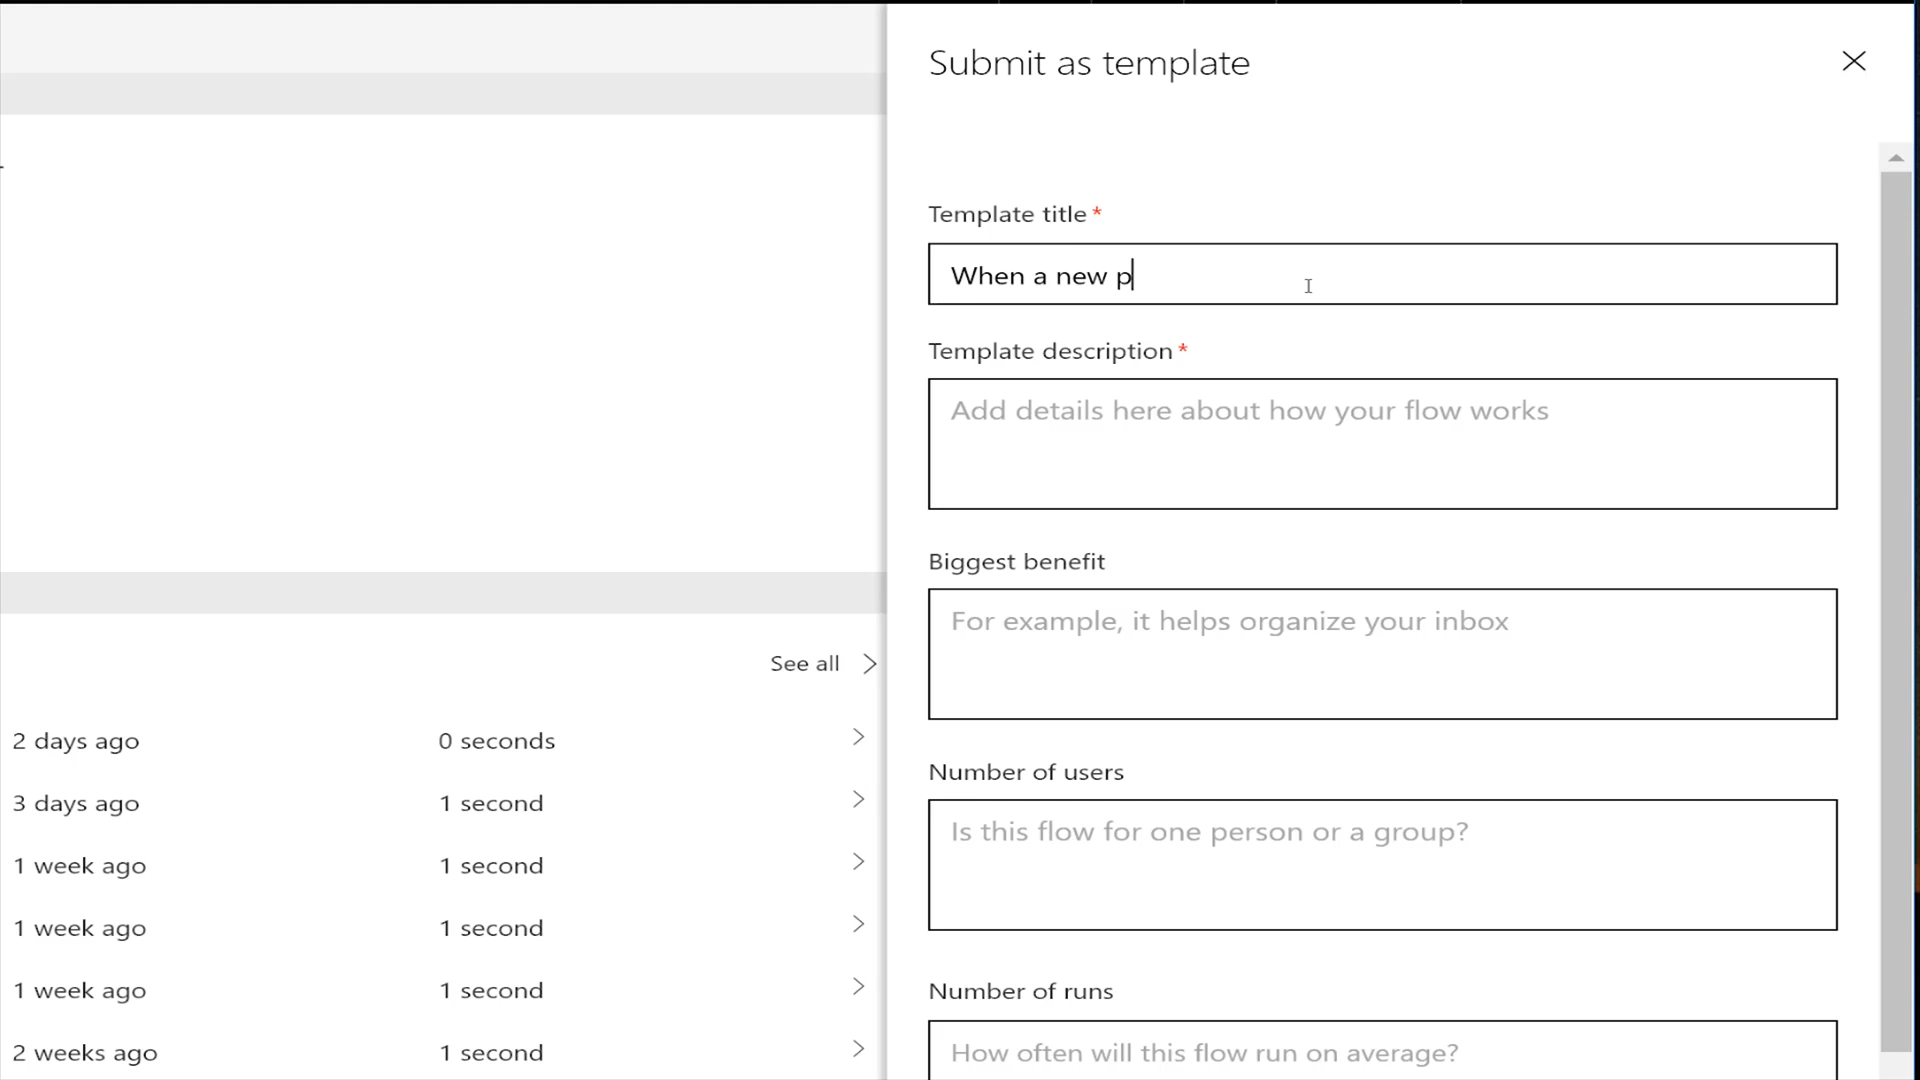 Submit as template
Template title *
When a new p
Template description *
Add details here about how your flow works
Biggest benefit
For example, it helps organize your inbox
Number of users
Is this flow for one person or a group?
Number of runs
How often will this flow run on average?
See all
2 days ago 0 seconds
3 days ago 1 second
1 week ago 1 second
1 week ago 1 second
1 week ago 1 second
2 weeks ago 1 second